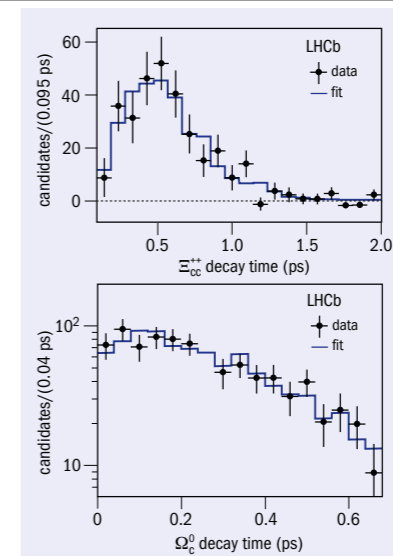 LHCb
data
fit
candidates/(0.095 ps)
60
40
20
0
0.5 1.0 1.5 2.0
Ξcc++ decay time (ps)
LHCb
data
fit
candidates/(0.04 ps)
10²
10
0 0.2 0.4 0.6
Ωc0 decay time (ps)